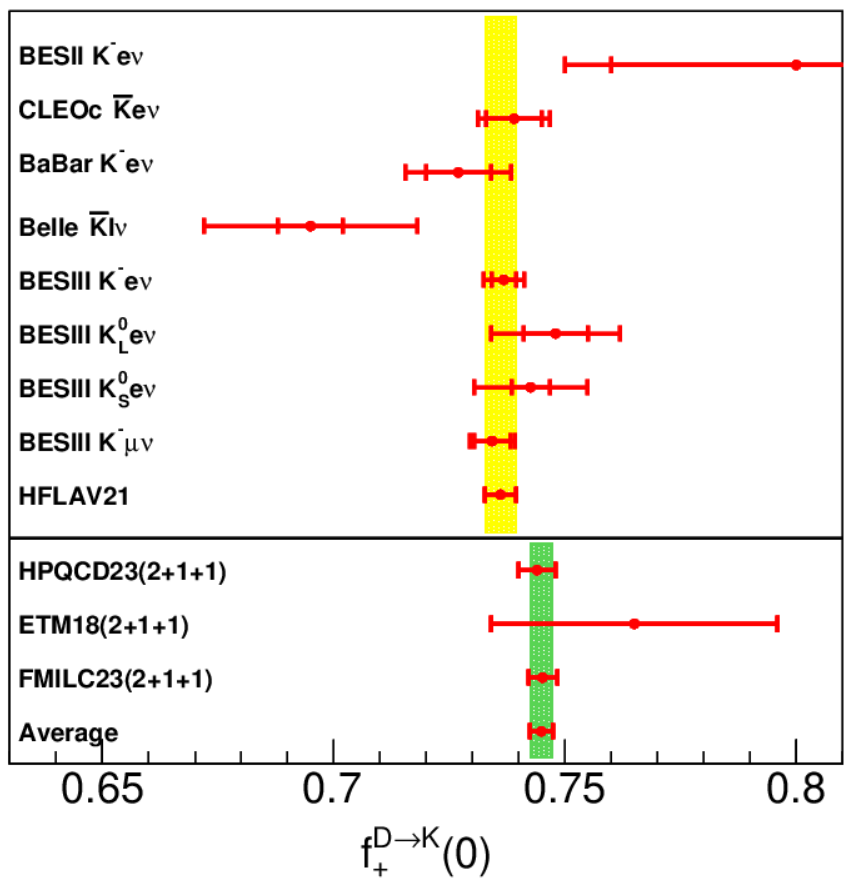 BESII K⁻eν
CLEOc K̅eν
BaBar K⁻eν
Belle K̅lν
BESIII K⁻eν
BESIII K⁰_L eν
BESIII K⁰_S eν
BESIII K⁻μν
HFLAV21
HPQCD23(2+1+1)
ETM18(2+1+1)
FMILC23(2+1+1)
Average
0.65 0.7 0.75 0.8
f₊^{D→K}(0)